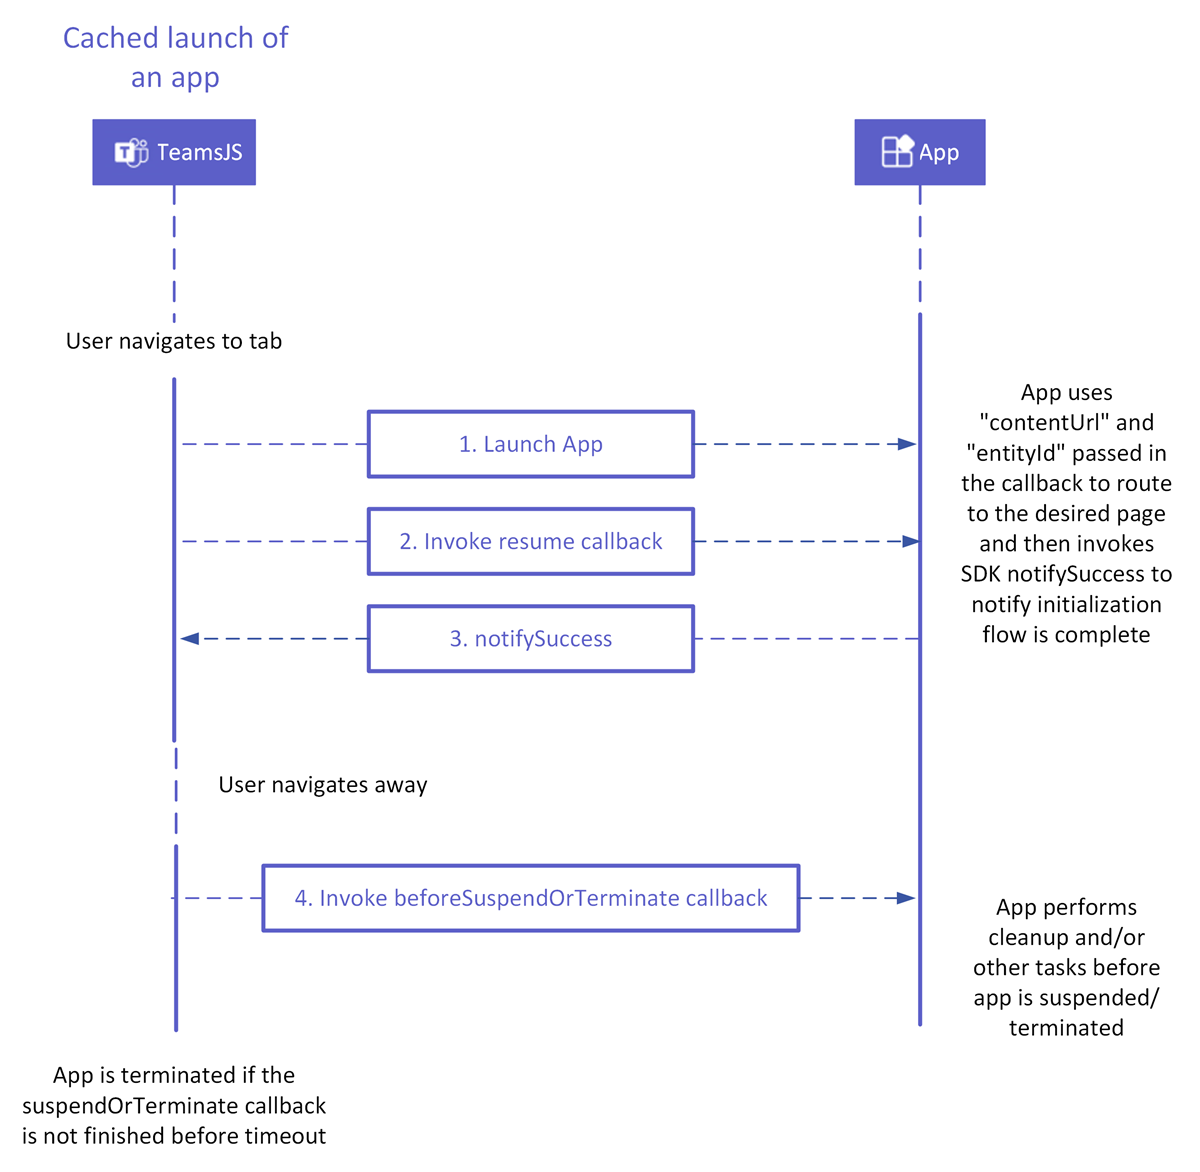 Cached launch of
an app
TeamsJS
App
User navigates to tab
1. Launch App
2. Invoke resume callback
3. notifySuccess
App uses
"contentUrl" and
"entityId" passed in
the callback to route
to the desired page
and then invokes
SDK notifySuccess to
notify initialization
flow is complete
User navigates away
4. Invoke beforeSuspendOrTerminate callback
App performs
cleanup and/or
other tasks before
app is suspended/
terminated
App is terminated if the
suspendOrTerminate callback
is not finished before timeout